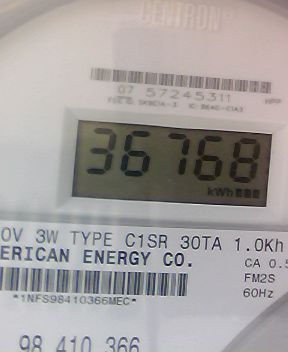 CENTRON
07 57245311
HPP
36768
kWh
0V 3W TYPE C1SR 30TA 1.0Kh
ERICAN ENERGY CO.
CA 0.5
FM2S
*1NFS98410366MEC*
60Hz
98 410 366